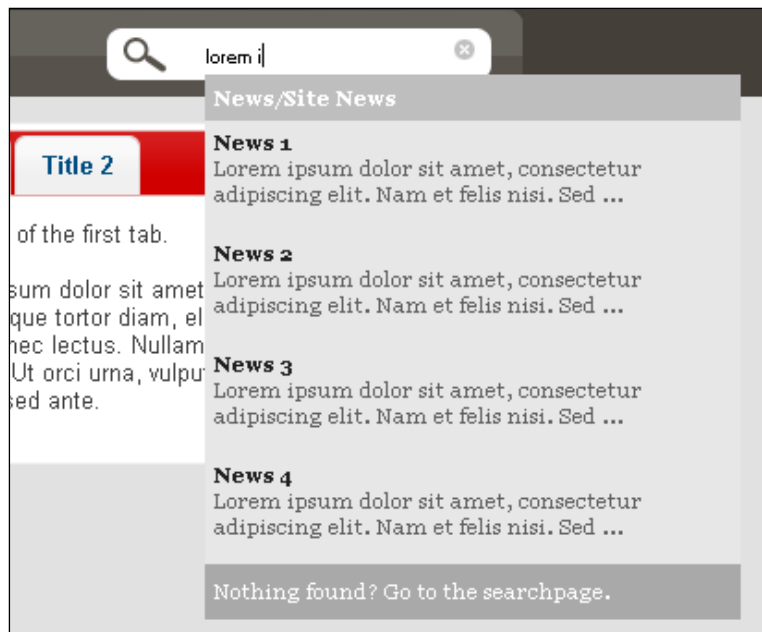 lorem i
News/Site News
News 1
Lorem ipsum dolor sit amet, consectetur
adipiscing elit. Nam et felis nisi. Sed ...
News 2
Lorem ipsum dolor sit amet, consectetur
adipiscing elit. Nam et felis nisi. Sed ...
News 3
Lorem ipsum dolor sit amet, consectetur
adipiscing elit. Nam et felis nisi. Sed ...
News 4
Lorem ipsum dolor sit amet, consectetur
adipiscing elit. Nam et felis nisi. Sed ...
Nothing found? Go to the searchpage.
Title 2
of the first tab.
sum dolor sit amet
que tortor diam, el
nec lectus. Nullam
Ut orci urna, vulpu
sed ante.